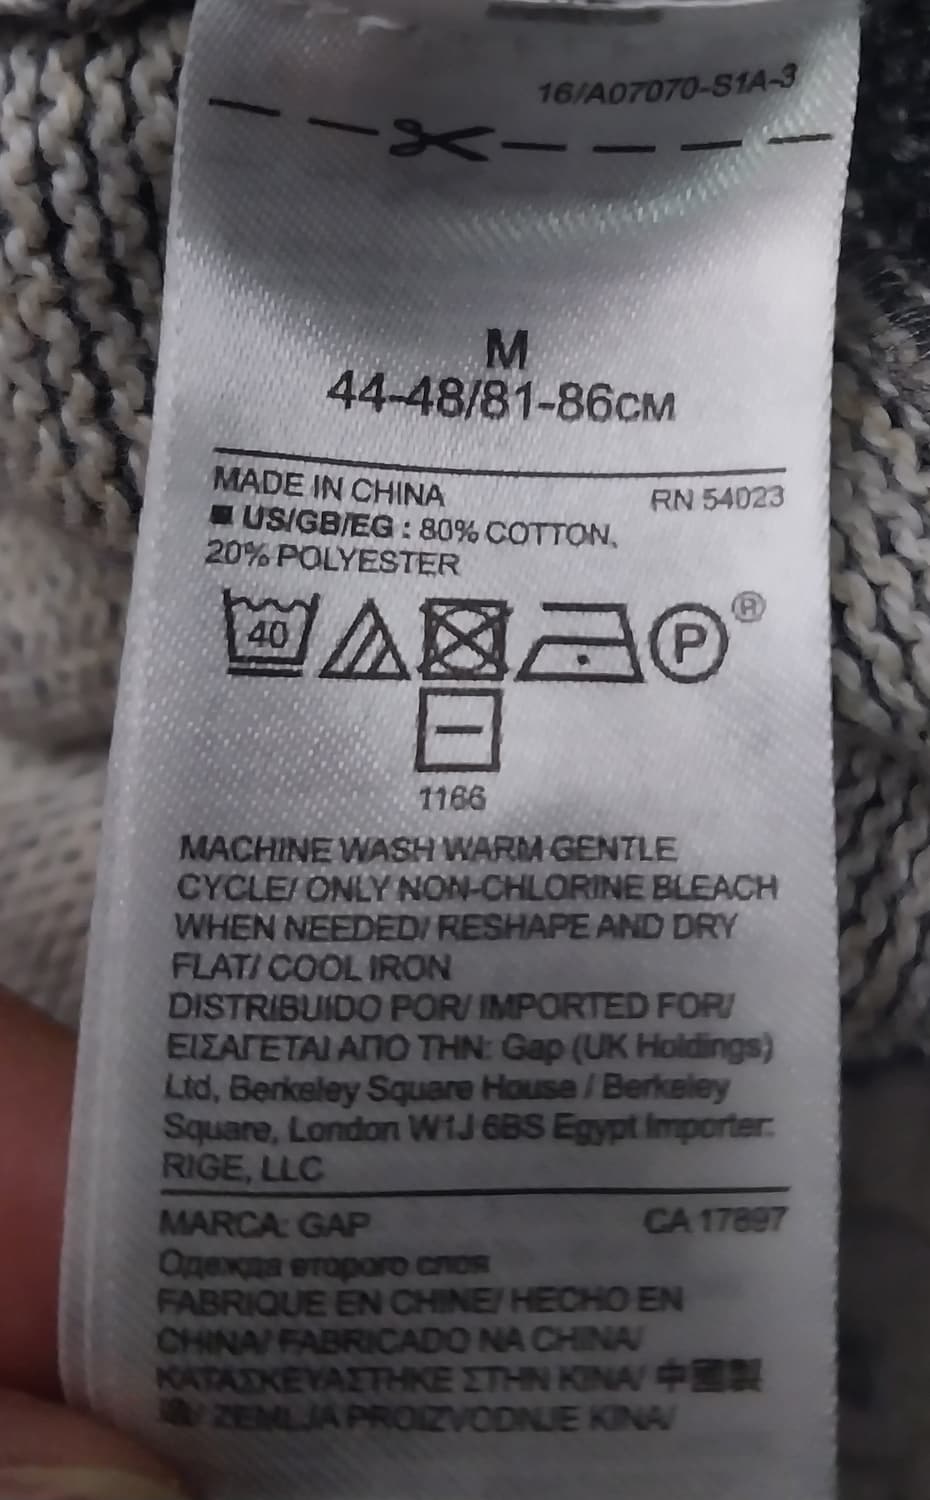 16/A07070-S1A-3
M
44-48/81-86CM
MADE IN CHINA RN 54023
■ US/GB/EG : 80% COTTON,
20% POLYESTER
40 P ®
1166
MACHINE WASH WARM GENTLE
CYCLE/ ONLY NON-CHLORINE BLEACH
WHEN NEEDED/ RESHAPE AND DRY
FLAT/ COOL IRON
DISTRIBUIDO POR/ IMPORTED FOR/
ΕΙΣΑΓΕΤΑΙ ΑΠΟ ΤΗΝ: Gap (UK Holdings)
Ltd, Berkeley Square House / Berkeley
Square, London W1J 6BS Egypt Importer:
RIGE, LLC
MARCA: GAP CA 17897
Одежда второго слоя
FABRIQUE EN CHINE/ HECHO EN
CHINA/ FABRICADO NA CHINA/
ΚΑΤΑΣΚΕΥΑΣΤΗΚΕ ΣΤΗΝ ΚΙΝΑ/ 中國製
/ ZEMLJA PROIZVODNJE KINA/